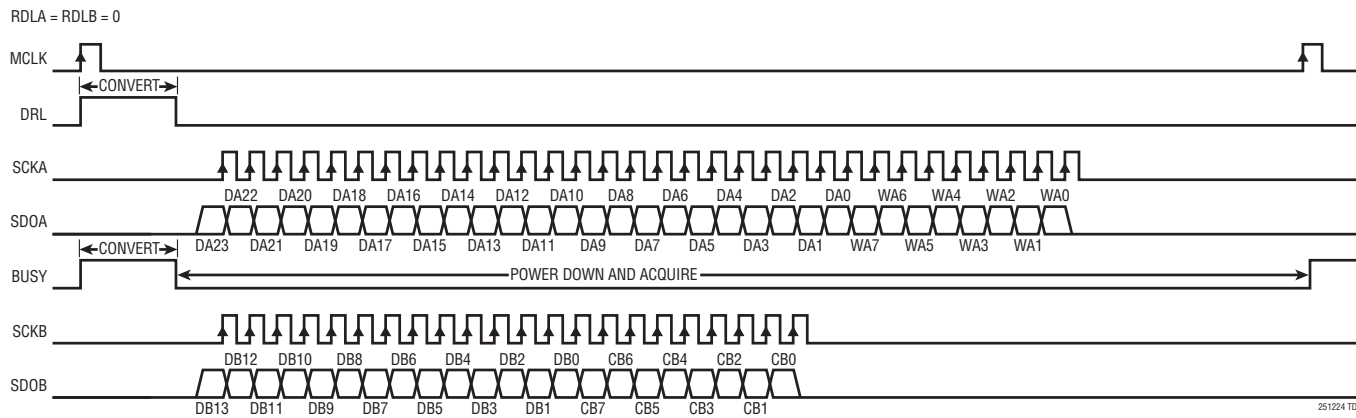 RDLA = RDLB = 0
MCLK
CONVERT
DRL
SCKA
DA22 DA20 DA18 DA16 DA14 DA12 DA10 DA8 DA6 DA4 DA2 DA0 WA6 WA4 WA2 WA0
SDOA
DA23 DA21 DA19 DA17 DA15 DA13 DA11 DA9 DA7 DA5 DA3 DA1 WA7 WA5 WA3 WA1
CONVERT
BUSY
POWER DOWN AND ACQUIRE
SCKB
DB12 DB10 DB8 DB6 DB4 DB2 DB0 CB6 CB4 CB2 CB0
SDOB
DB13 DB11 DB9 DB7 DB5 DB3 DB1 CB7 CB5 CB3 CB1
251224 TD